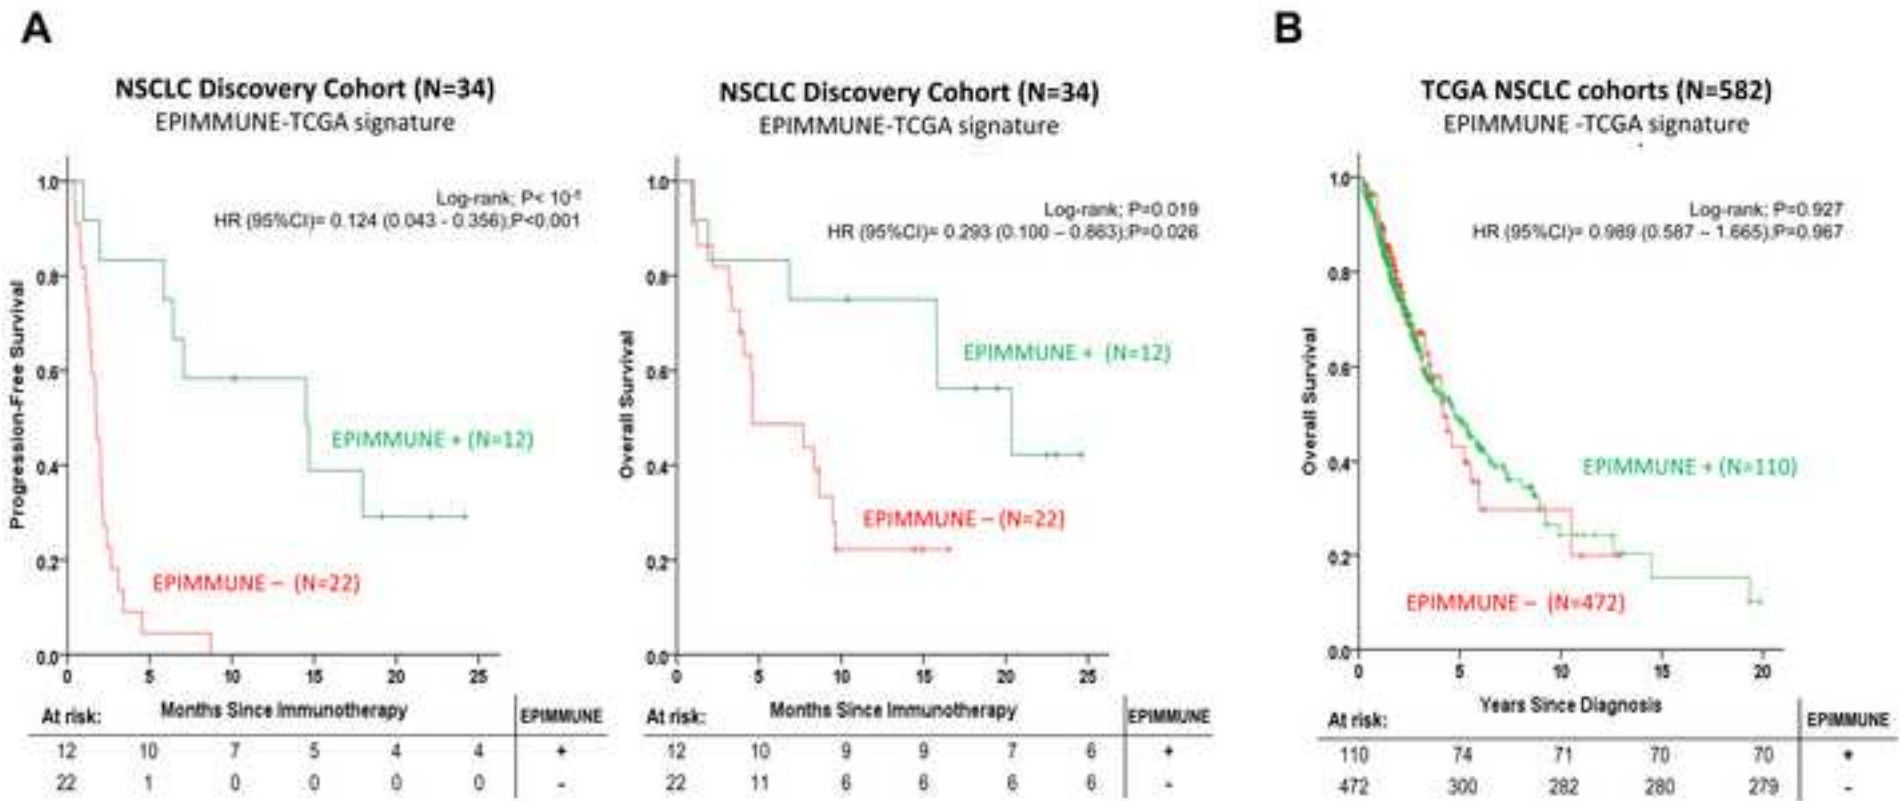 A
NSCLC Discovery Cohort (N=34)
EPIMMUNE-TCGA signature
Log-rank; P< 10-6
HR (95%CI)= 0.124 (0.043 - 0.356);P<0.001
Progression-Free Survival
1.0
0.8
0.6
0.4
0.2
0.0
EPIMMUNE + (N=12)
EPIMMUNE – (N=22)
0 5 10 15 20 25
Months Since Immunotherapy
At risk: EPIMMUNE
12 10 7 5 4 4 +
22 1 0 0 0 0 -
NSCLC Discovery Cohort (N=34)
EPIMMUNE-TCGA signature
Log-rank; P=0.019
HR (95%CI)= 0.293 (0.100 – 0.863);P=0.026
Overall Survival
1.0
0.8
0.6
0.4
0.2
0.0
EPIMMUNE + (N=12)
EPIMMUNE – (N=22)
0 5 10 15 20 25
Months Since Immunotherapy
At risk: EPIMMUNE
12 10 9 9 7 6 +
22 11 6 6 6 6 -
B
TCGA NSCLC cohorts (N=582)
EPIMMUNE -TCGA signature
Log-rank; P=0.927
HR (95%CI)= 0.989 (0.587 – 1.665);P=0.967
Overall Survival
1.0
0.8
0.6
0.4
0.2
0.0
EPIMMUNE + (N=110)
EPIMMUNE – (N=472)
0 5 10 15 20
Years Since Diagnosis
At risk: EPIMMUNE
110 74 71 70 70 +
472 300 282 280 279 -